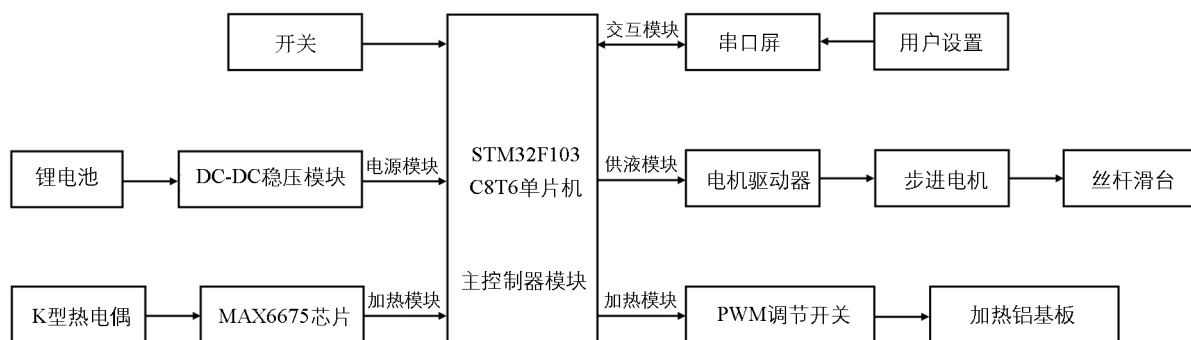 开关
交互模块
串口屏
用户设置
锂电池
DC-DC稳压模块
电源模块
STM32F103
C8T6单片机
主控制器模块
供液模块
电机驱动器
步进电机
丝杆滑台
K型热电偶
MAX6675芯片
加热模块
加热模块
PWM调节开关
加热铝基板